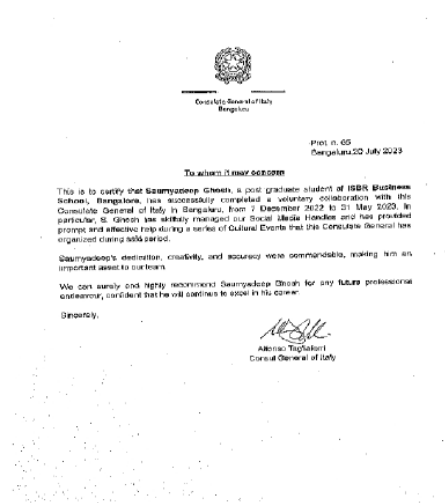 Consulate General of Italy
Bengaluru
Prot. n. 65
Bengaluru, 20 July 2023
To whom it may concern
This is to certify that Saumyadeep Ghosh, a post graduate student of ISBR Business
School, Bangalore, has successfully completed a voluntary collaboration with this
Consulate General of Italy in Bengaluru, from 7 December 2022 to 31 May 2023. In
particular, S. Ghosh has skilfully managed our Social Media Handles and has provided
prompt and effective help during a series of Cultural Events that this Consulate General has
organized during said period.
Saumyadeep's dedication, creativity, and accuracy were commendable, making him an
important asset to our team.
We can surely and highly recommend Saumyadeep Ghosh for any future professional
endeavour, confident that he will continue to excel in his career.
Sincerely,
Alfonso Tagliaferri
Consul General of Italy